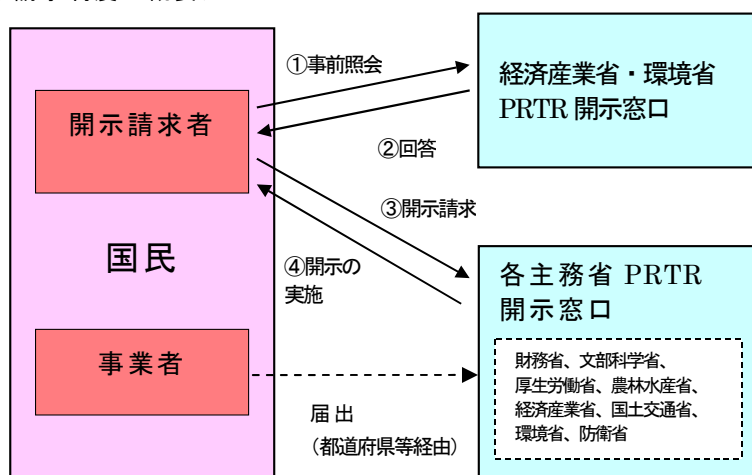 ①事前照会
経済産業省・環境省
PRTR 開示窓口
開示請求者
②回答
③開示請求
国民
④開示の
実施
各主務省 PRTR
開示窓口
財務省、文部科学省、
厚生労働省、農林水産省、
経済産業省、国土交通省、
環境省、防衛省
事業者
届出
（都道府県等経由）